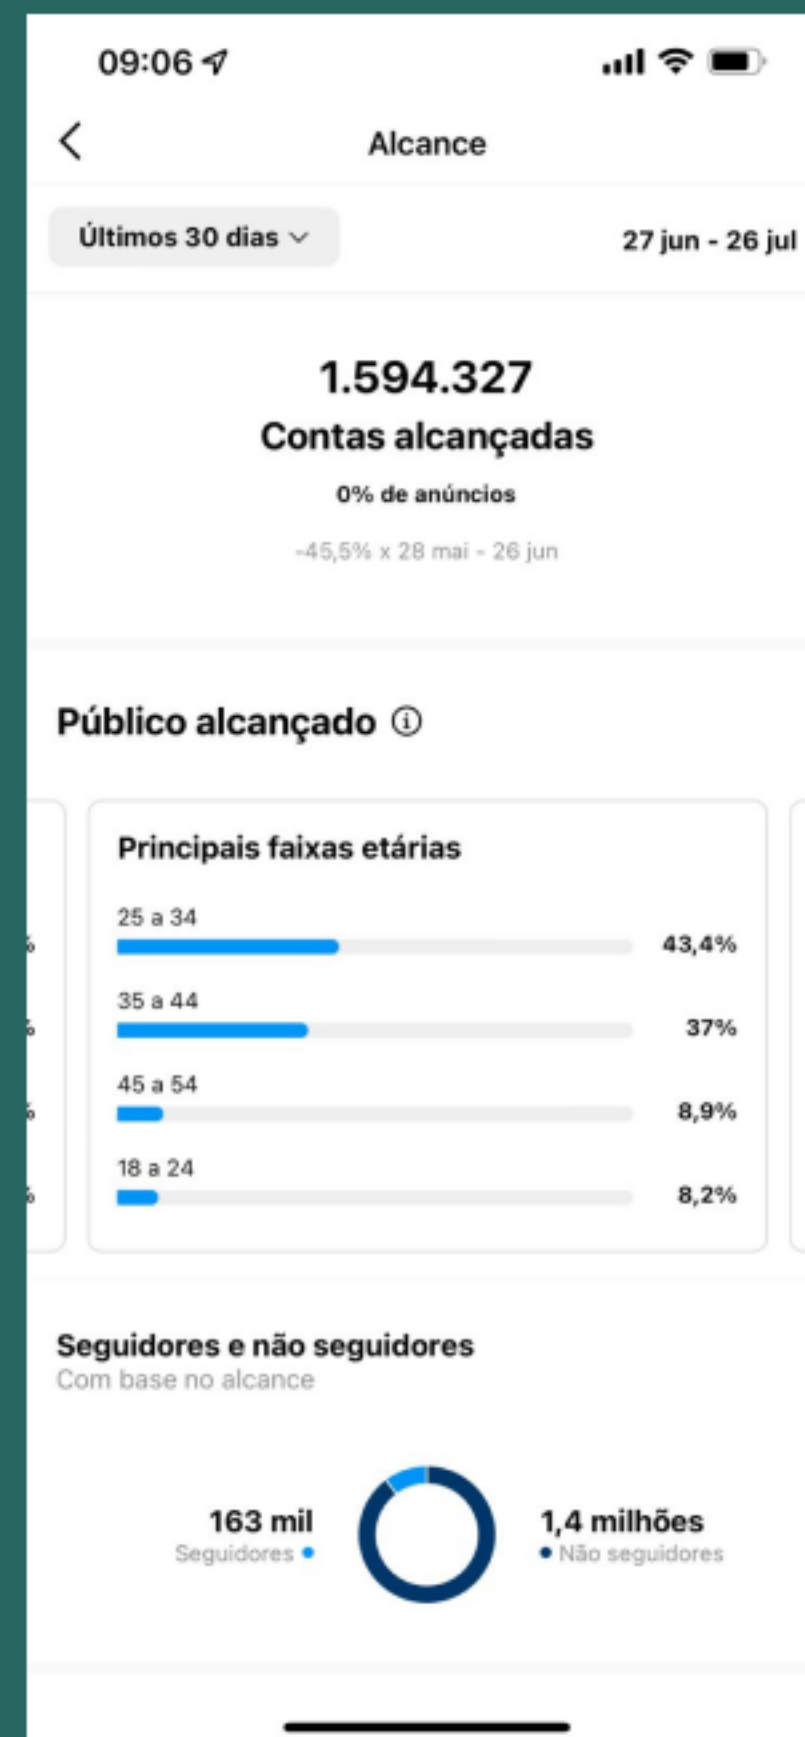 09:06
Alcance
Últimos 30 dias
27 jun - 26 jul
1.594.327
Contas alcançadas
0% de anúncios
-45,5% x 28 mai - 26 jun
Público alcançado
Principais faixas etárias
25 a 34
43,4%
35 a 44
37%
45 a 54
8,9%
18 a 24
8,2%
Seguidores e não seguidores
Com base no alcance
163 mil
Seguidores
1,4 milhões
Não seguidores